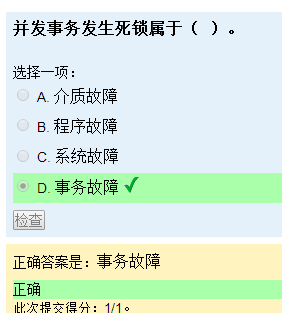 并发事务发生死锁属于（  ）。
选择一项：
A. 介质故障
B. 程序故障
C. 系统故障
D. 事务故障
检查
正确答案是：事务故障
正确
此次提交得分：1/1。